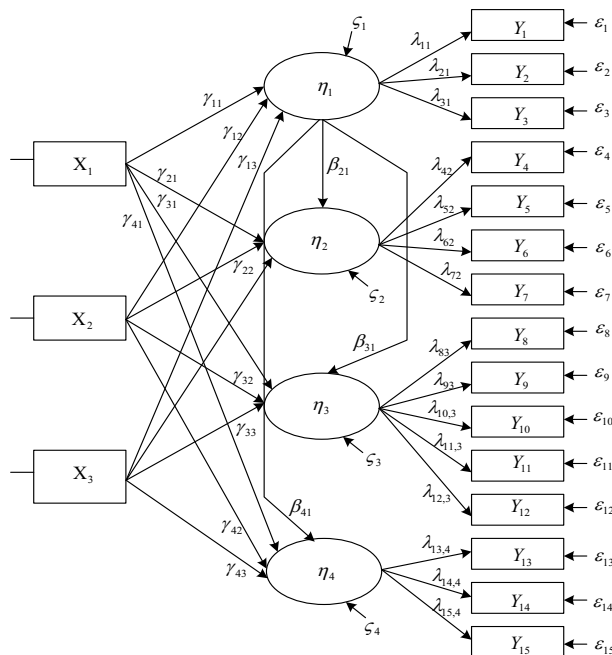 ς₁
λ₁₁
Y₁
ε₁
λ₂₁
Y₂
ε₂
η₁
λ₃₁
Y₃
ε₃
γ₁₁
γ₁₂
γ₁₃
X₁
γ₂₁
γ₃₁
γ₄₁
β₂₁
λ₄₂
Y₄
ε₄
λ₅₂
Y₅
ε₅
η₂
λ₆₂
Y₆
ε₆
γ₂₂
ς₂
λ₇₂
Y₇
ε₇
X₂
β₃₁
λ₈₃
Y₈
ε₈
γ₃₂
λ₉₃
Y₉
ε₉
η₃
λ₁₀,₃
Y₁₀
ε₁₀
γ₃₃
ς₃
λ₁₁,₃
Y₁₁
ε₁₁
X₃
λ₁₂,₃
Y₁₂
ε₁₂
β₄₁
γ₄₂
γ₄₃
λ₁₃,₄
Y₁₃
ε₁₃
η₄
λ₁₄,₄
Y₁₄
ε₁₄
ς₄
λ₁₅,₄
Y₁₅
ε₁₅